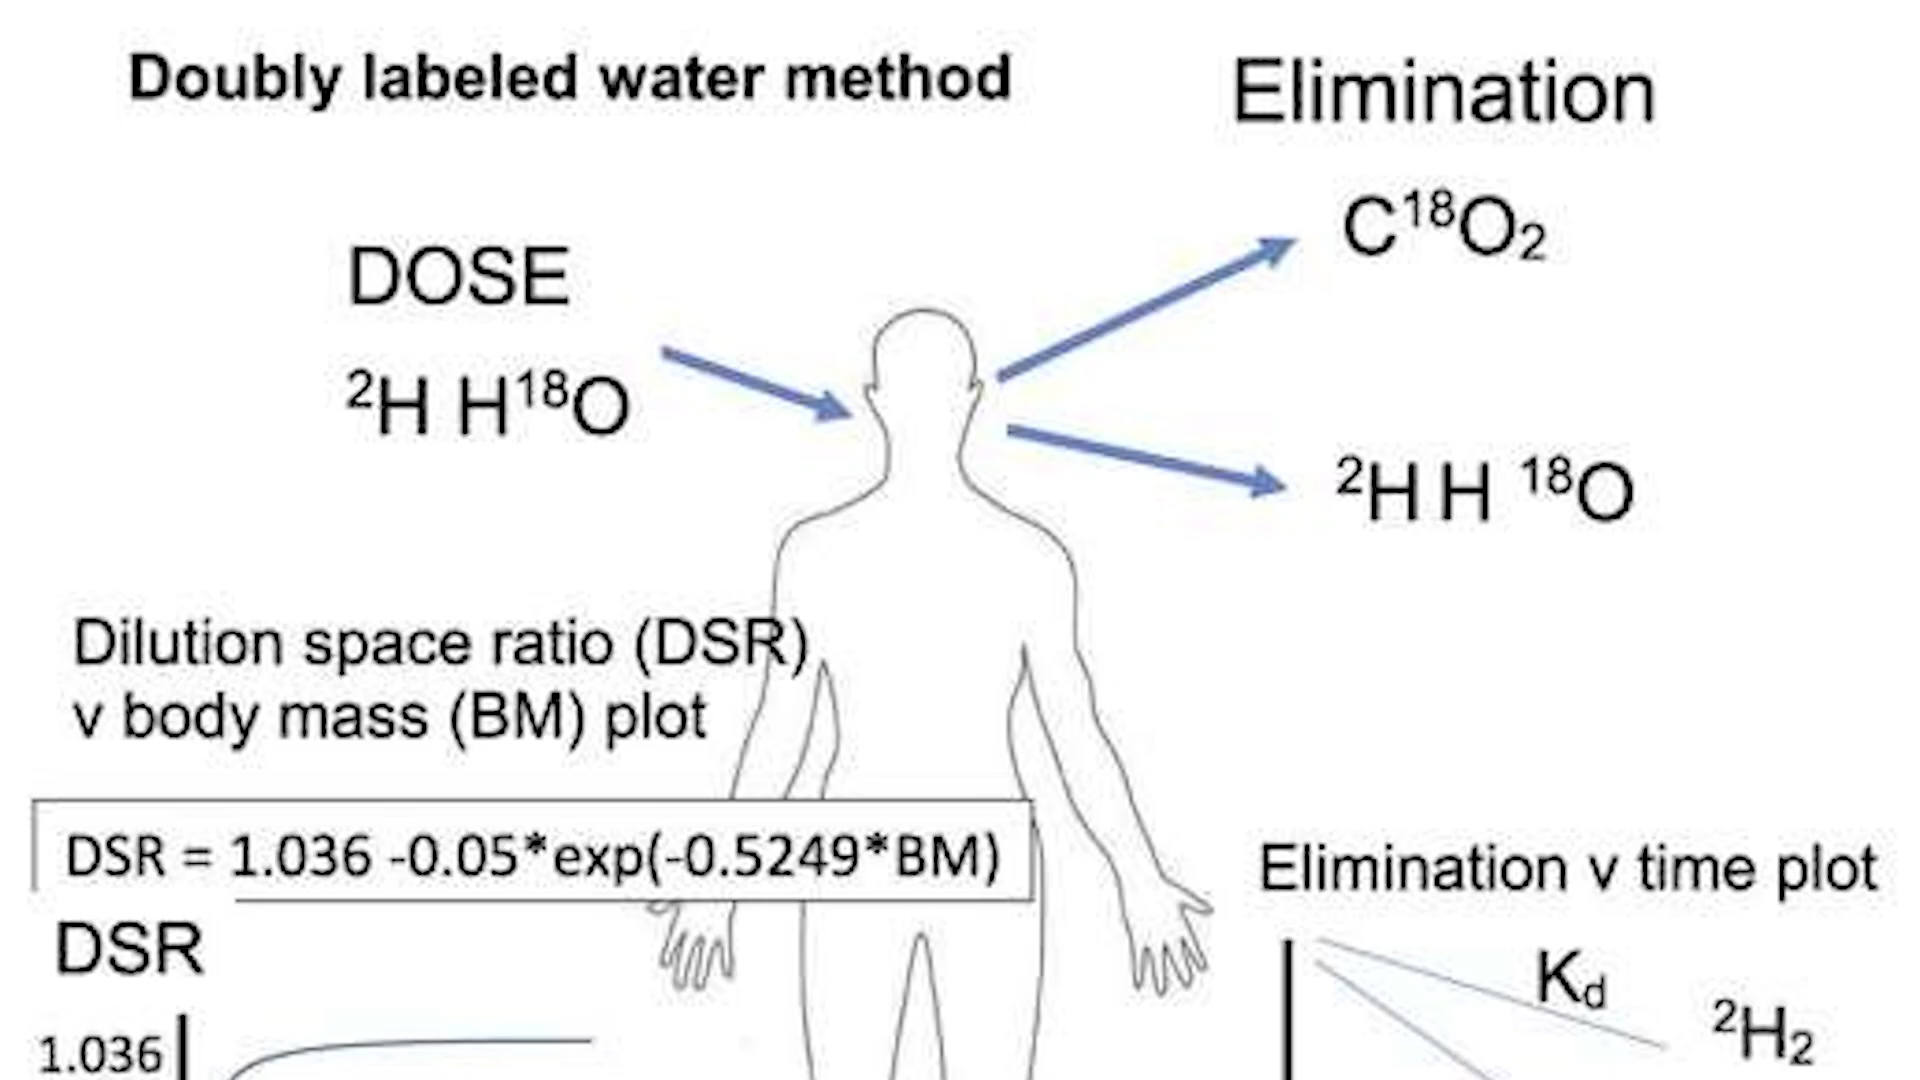 Doubly labeled water method
Elimination
C¹⁸O₂
DOSE
²H H¹⁸O
²H H ¹⁸O
Dilution space ratio (DSR)
v body mass (BM) plot
DSR = 1.036 -0.05*exp(-0.5249*BM)
Elimination v time plot
DSR
K_d
²H₂
1.036